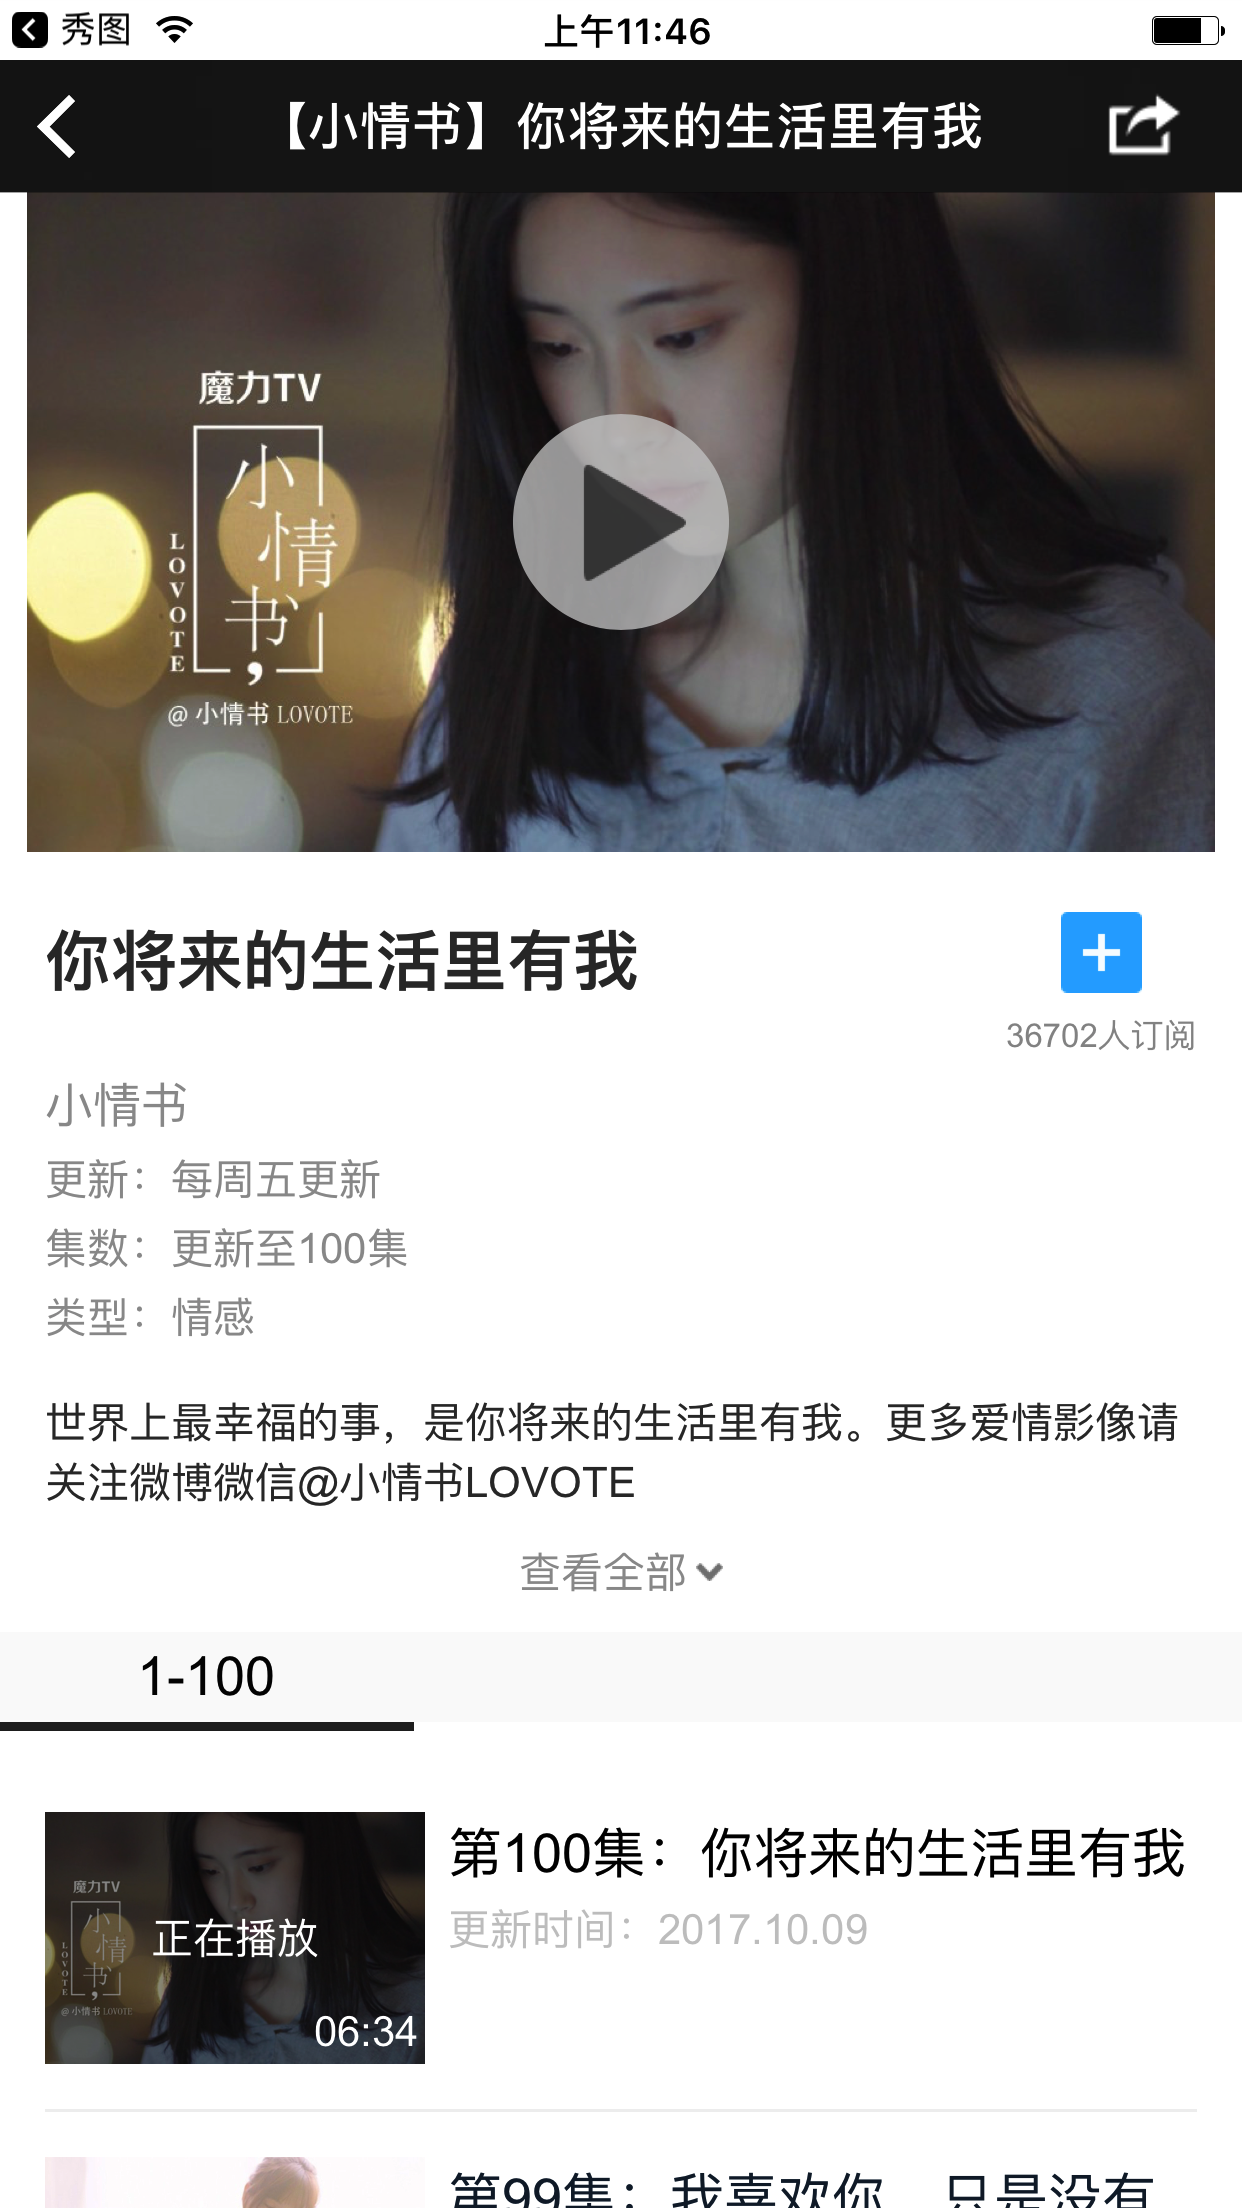 秀图
上午11:46
【小情书】你将来的生活里有我
魔力TV
小情书,
LOVOTE
@ 小情书 LOVOTE
你将来的生活里有我
36702人订阅
小情书
更新：每周五更新
集数：更新至100集
类型：情感
世界上最幸福的事，是你将来的生活里有我。更多爱情影像请
关注微博微信@小情书LOVOTE
查看全部
1-100
魔力TV
小情书,
LOVOTE
@ 小情书 LOVOTE
正在播放
06:34
第100集：你将来的生活里有我
更新时间：2017.10.09
第99集：我喜欢你，只是没有